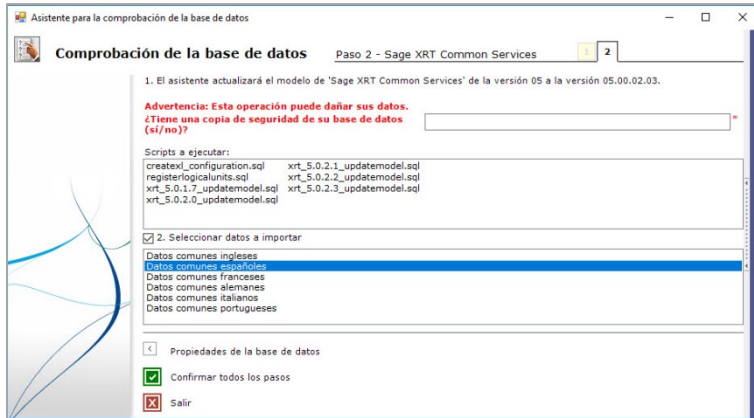 Asistente para la comprobación de la base de datos
Comprobación de la base de datos
Paso 2 - Sage XRT Common Services
1
2
1. El asistente actualizará el modelo de 'Sage XRT Common Services' de la versión 05 a la versión 05.00.02.03.
Advertencia: Esta operación puede dañar sus datos.
¿Tiene una copia de seguridad de su base de datos
(sí/no)?
*
Scripts a ejecutar:
createxl_configuration.sql xrt_5.0.2.1_updatemodel.sql
registerlogicalunits.sql xrt_5.0.2.2_updatemodel.sql
xrt_5.0.1.7_updatemodel.sql xrt_5.0.2.3_updatemodel.sql
xrt_5.0.2.0_updatemodel.sql
2. Seleccionar datos a importar
Datos comunes ingleses
Datos comunes españoles
Datos comunes franceses
Datos comunes alemanes
Datos comunes italianos
Datos comunes portugueses
Propiedades de la base de datos
Confirmar todos los pasos
Salir